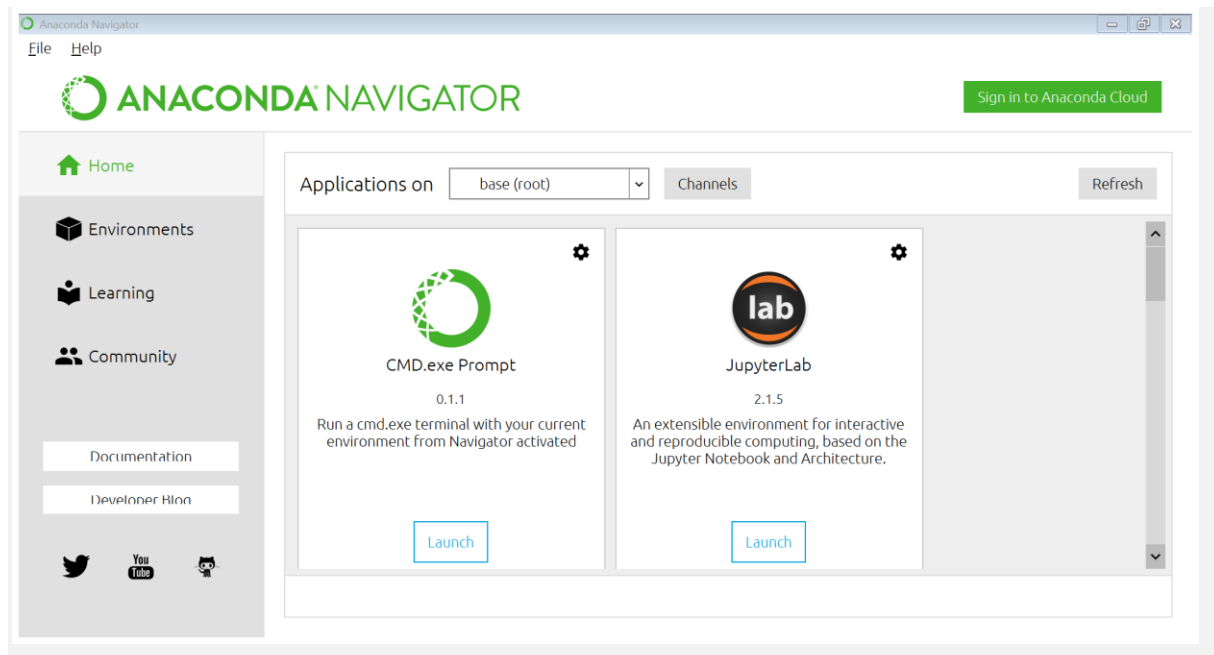 Anaconda Navigator
File Help
ANACONDA NAVIGATOR
Sign in to Anaconda Cloud
Home
Environments
Learning
Community
Documentation
Developer Blog
You
Tube
Applications on base (root) Channels Refresh
CMD.exe Prompt
0.1.1
Run a cmd.exe terminal with your current
environment from Navigator activated
Launch
lab
JupyterLab
2.1.5
An extensible environment for interactive
and reproducible computing, based on the
Jupyter Notebook and Architecture.
Launch